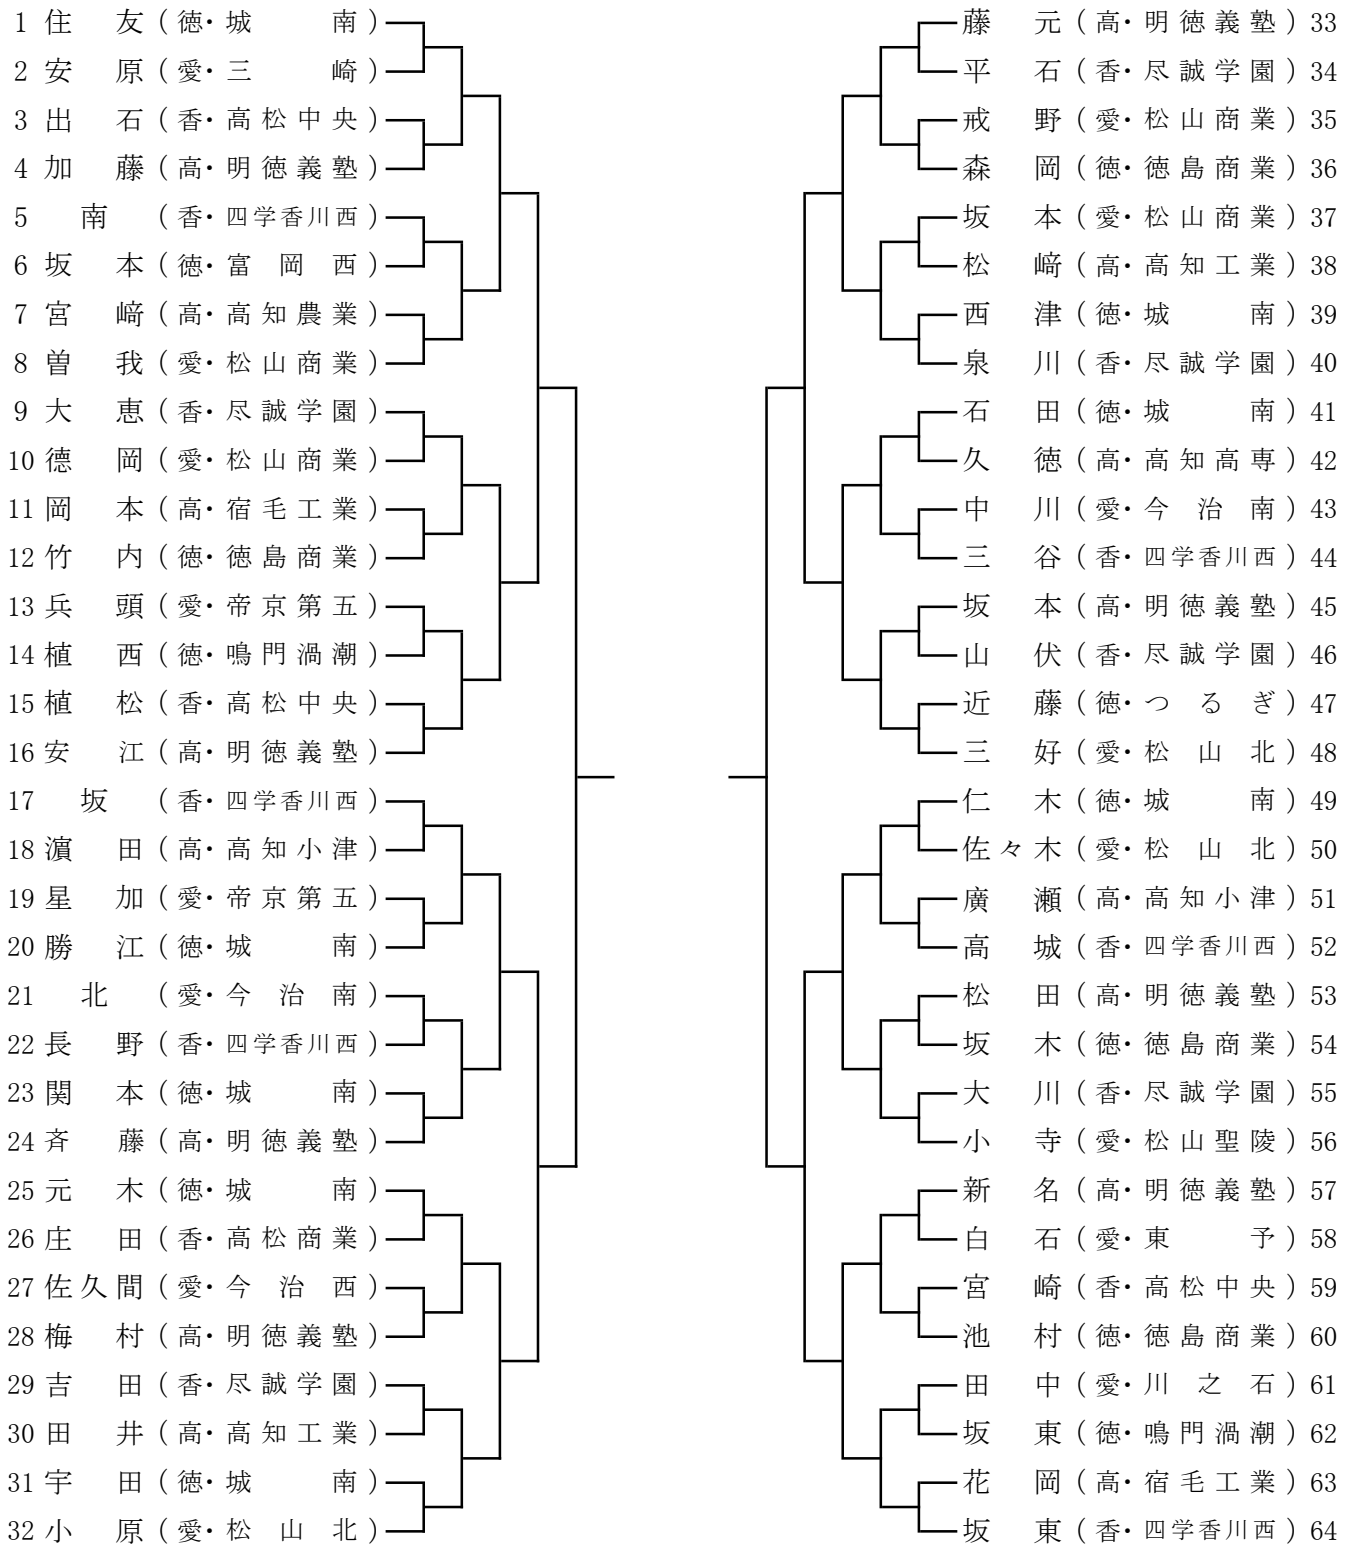 1 住友（徳・城南）
2 安原（愛・三崎）
3 出石（香・高松中央）
4 加藤（高・明徳義塾）
5 南（香・四学香川西）
6 坂本（徳・富岡西）
7 宮﨑（高・高知農業）
8 曽我（愛・松山商業）
9 大恵（香・尽誠学園）
10 德岡（愛・松山商業）
11 岡本（高・宿毛工業）
12 竹内（徳・徳島商業）
13 兵頭（愛・帝京第五）
14 植西（徳・鳴門渦潮）
15 植松（香・高松中央）
16 安江（高・明徳義塾）
17 坂（香・四学香川西）
18 濵田（高・高知小津）
19 星加（愛・帝京第五）
20 勝江（徳・城南）
21 北（愛・今治南）
22 長野（香・四学香川西）
23 関本（徳・城南）
24 斉藤（高・明徳義塾）
25 元木（徳・城南）
26 庄田（香・高松商業）
27 佐久間（愛・今治西）
28 梅村（高・明徳義塾）
29 吉田（香・尽誠学園）
30 田井（高・高知工業）
31 宇田（徳・城南）
32 小原（愛・松山北）
藤元（高・明徳義塾）33
平石（香・尽誠学園）34
戒野（愛・松山商業）35
森岡（徳・徳島商業）36
坂本（愛・松山商業）37
松﨑（高・高知工業）38
西津（徳・城南）39
泉川（香・尽誠学園）40
石田（徳・城南）41
久徳（高・高知高専）42
中川（愛・今治南）43
三谷（香・四学香川西）44
坂本（高・明徳義塾）45
山伏（香・尽誠学園）46
近藤（徳・つるぎ）47
三好（愛・松山北）48
仁木（徳・城南）49
佐々木（愛・松山北）50
廣瀬（高・高知小津）51
高城（香・四学香川西）52
松田（高・明徳義塾）53
坂木（徳・徳島商業）54
大川（香・尽誠学園）55
小寺（愛・松山聖陵）56
新名（高・明徳義塾）57
白石（愛・東予）58
宮崎（香・高松中央）59
池村（徳・徳島商業）60
田中（愛・川之石）61
坂東（徳・鳴門渦潮）62
花岡（高・宿毛工業）63
坂東（香・四学香川西）64